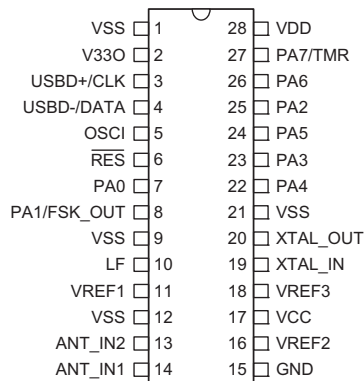 VSS 1 28 VDD
V33O 2 27 PA7/TMR
USBD+/CLK 3 26 PA6
USBD-/DATA 4 25 PA2
OSCI 5 24 PA5
RES 6 23 PA3
PA0 7 22 PA4
PA1/FSK_OUT 8 21 VSS
VSS 9 20 XTAL_OUT
LF 10 19 XTAL_IN
VREF1 11 18 VREF3
VSS 12 17 VCC
ANT_IN2 13 16 VREF2
ANT_IN1 14 15 GND